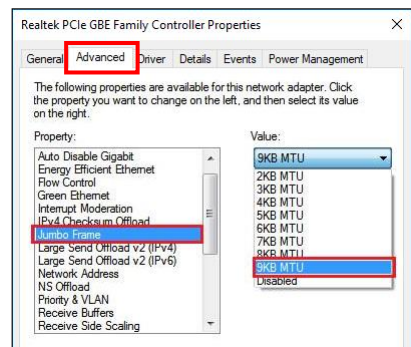 Realtek PCIe GBE Family Controller Properties
General Advanced Driver Details Events Power Management
The following properties are available for this network adapter. Click
the property you want to change on the left, and then select its value
on the right.
Property:
Auto Disable Gigabit
Energy Efficient Ethernet
Flow Control
Green Ethernet
Interrupt Moderation
IPv4 Checksum Offload
Jumbo Frame
Large Send Offload v2 (IPv4)
Large Send Offload v2 (IPv6)
Network Address
NS Offload
Priority & VLAN
Receive Buffers
Receive Side Scaling
Value:
9KB MTU
2KB MTU
3KB MTU
4KB MTU
5KB MTU
6KB MTU
7KB MTU
8KB MTU
9KB MTU
Disabled